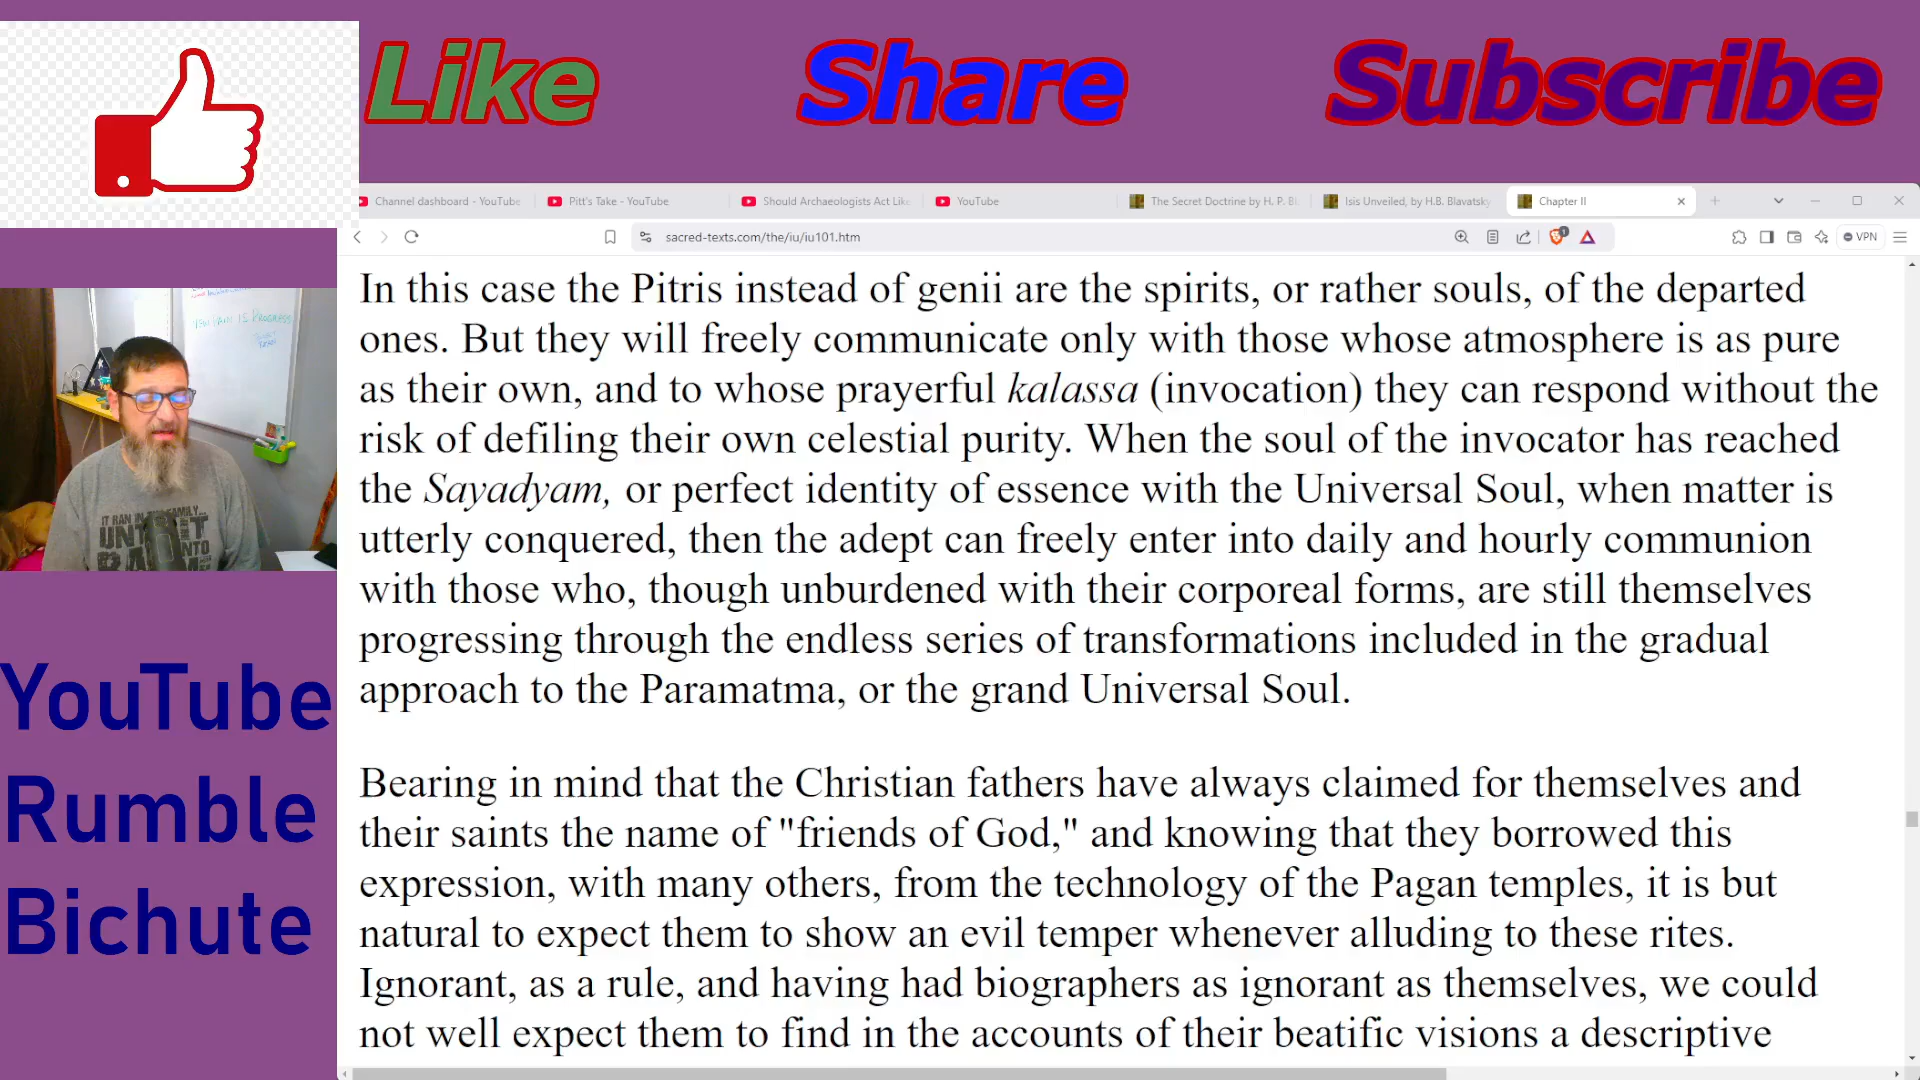 Like Share Subscribe
Channel dashboard - YouTube
Pitt's Take - YouTube
Should Archaeologists Act Lik
YouTube
The Secret Doctrine by H. P. Bl
Isis Unveiled, by H.B. Blavatsky
Chapter II
sacred-texts.com/the/iu/iu101.htm
1
VPN
In this case the Pitris instead of genii are the spirits, or rather souls, of the departed
ones. But they will freely communicate only with those whose atmosphere is as pure
as their own, and to whose prayerful kalassa (invocation) they can respond without the
risk of defiling their own celestial purity. When the soul of the invocator has reached
the Sayadyam, or perfect identity of essence with the Universal Soul, when matter is
utterly conquered, then the adept can freely enter into daily and hourly communion
with those who, though unburdened with their corporeal forms, are still themselves
progressing through the endless series of transformations included in the gradual
approach to the Paramatma, or the grand Universal Soul.
Bearing in mind that the Christian fathers have always claimed for themselves and
their saints the name of "friends of God," and knowing that they borrowed this
expression, with many others, from the technology of the Pagan temples, it is but
natural to expect them to show an evil temper whenever alluding to these rites.
Ignorant, as a rule, and having had biographers as ignorant as themselves, we could
not well expect them to find in the accounts of their beatific visions a descriptive
IT RAN IN THE FAMILY...
YouTube
Rumble
Bichute